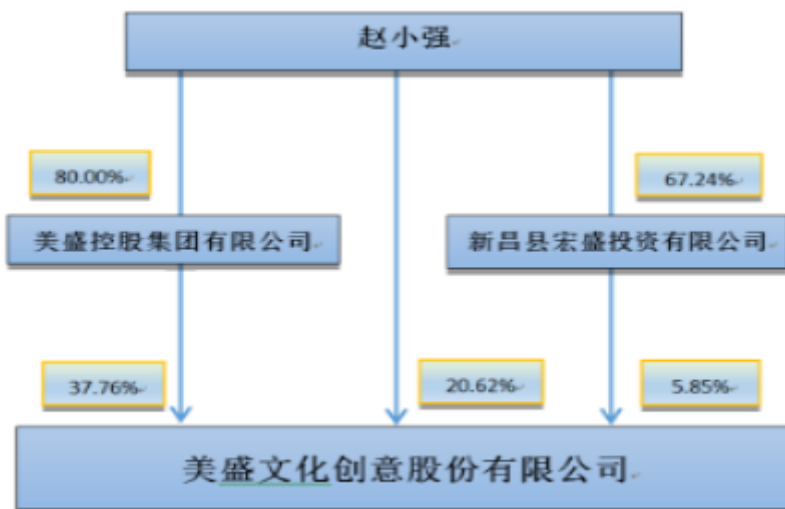 赵小强
80.00%
67.24%
美盛控股集团有限公司
新昌县宏盛投资有限公司
37.76%
20.62%
5.85%
美盛文化创意股份有限公司